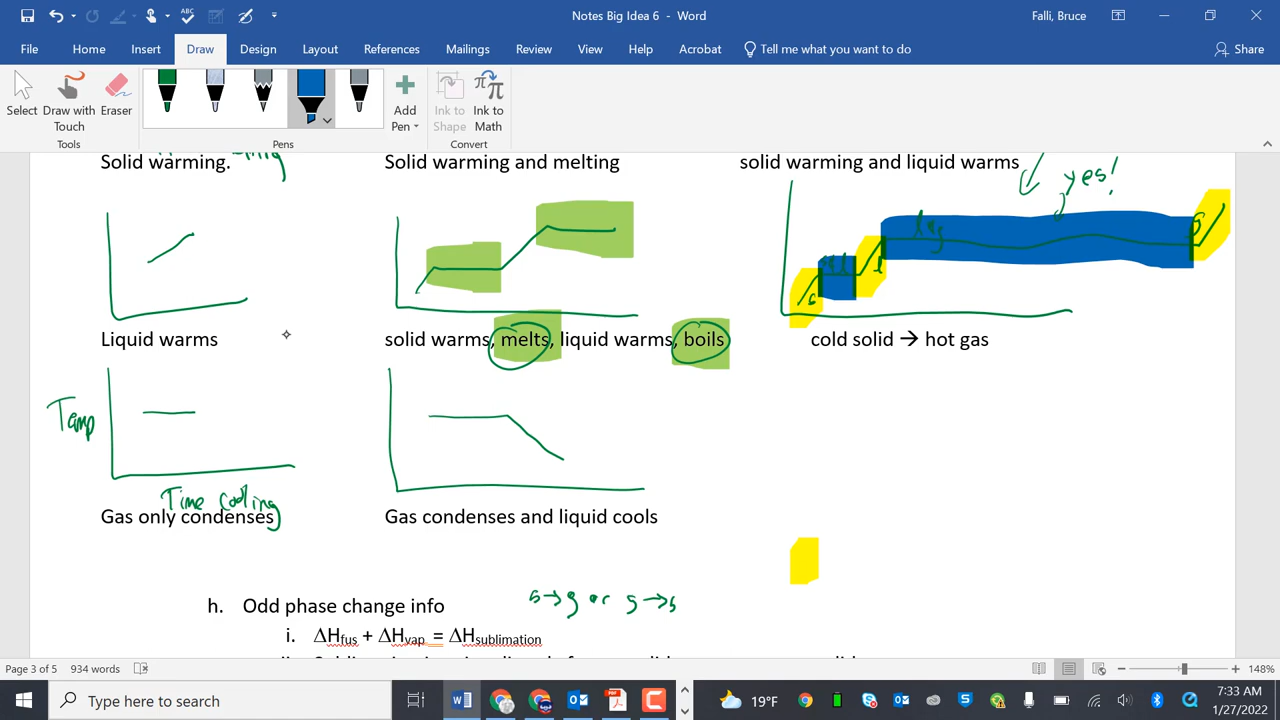 Notes Big Idea 6 - Word
Falli, Bruce
File Home Insert Draw Design Layout References Mailings Review View Help Acrobat Tell me what you want to do Share
Select Draw with Touch Eraser
Add Pen
Ink to Shape Ink to Math
Tools Pens Convert
Solid warming. Solid warming and melting solid warming and liquid warms
yes!
l→g
s l g
Liquid warms solid warms, melts, liquid warms, boils cold solid → hot gas
Temp
Time cooling
Gas only condenses Gas condenses and liquid cools
h. Odd phase change info s→g or g→s
i. ΔHfus + ΔHvap = ΔHsublimation
Page 3 of 5 934 words 148%
Type here to search
19°F
7:33 AM
1/27/2022